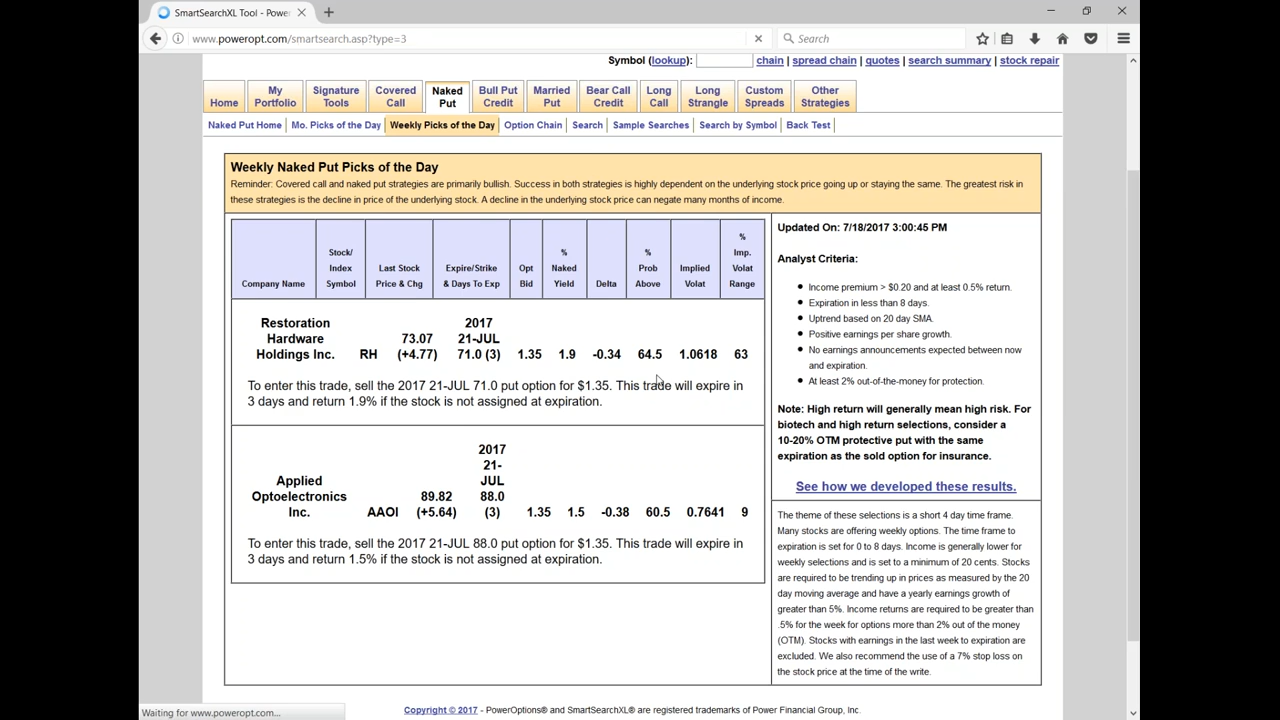 SmartSearchXL Tool - Power
www.poweropt.com/smartsearch.asp?type=3
Search
Symbol (lookup): chain | spread chain | quotes | search summary | stock repair
Home
My
Portfolio
Signature
Tools
Covered
Call
Naked
Put
Bull Put
Credit
Married
Put
Bear Call
Credit
Long
Call
Long
Strangle
Custom
Spreads
Other
Strategies
Naked Put Home | Mo. Picks of the Day | Weekly Picks of the Day | Option Chain | Search | Sample Searches | Search by Symbol | Back Test |
Weekly Naked Put Picks of the Day
Reminder: Covered call and naked put strategies are primarily bullish. Success in both strategies is highly dependent on the underlying stock price going up or staying the same. The greatest risk in
these strategies is the decline in price of the underlying stock. A decline in the underlying stock price can negate many months of income.
Company Name
Stock/
Index
Symbol
Last Stock
Price & Chg
Expire/Strike
& Days To Exp
Opt
Bid
%
Naked
Yield
Delta
%
Prob
Above
Implied
Volat
%
Imp.
Volat
Range
Restoration 2017
Hardware 73.07 21-JUL
Holdings Inc. RH (+4.77) 71.0 (3) 1.35 1.9 -0.34 64.5 1.0618 63
To enter this trade, sell the 2017 21-JUL 71.0 put option for $1.35. This trade will expire in
3 days and return 1.9% if the stock is not assigned at expiration.
2017
21-
Applied JUL
Optoelectronics 89.82 88.0
Inc. AAOI (+5.64) (3) 1.35 1.5 -0.38 60.5 0.7641 9
To enter this trade, sell the 2017 21-JUL 88.0 put option for $1.35. This trade will expire in
3 days and return 1.5% if the stock is not assigned at expiration.
Updated On: 7/18/2017 3:00:45 PM
Analyst Criteria:
Income premium > $0.20 and at least 0.5% return.
Expiration in less than 8 days.
Uptrend based on 20 day SMA.
Positive earnings per share growth.
No earnings announcements expected between now
and expiration.
At least 2% out-of-the-money for protection.
Note: High return will generally mean high risk. For
biotech and high return selections, consider a
10-20% OTM protective put with the same
expiration as the sold option for insurance.
See how we developed these results.
The theme of these selections is a short 4 day time frame.
Many stocks are offering weekly options. The time frame to
expiration is set for 0 to 8 days. Income is generally lower for
weekly selections and is set to a minimum of 20 cents. Stocks
are required to be trending up in prices as measured by the 20
day moving average and have a yearly earnings growth of
greater than 5%. Income returns are required to be greater than
.5% for the week for options more than 2% out of the money
(OTM). Stocks with earnings in the last week to expiration are
excluded. We also recommend the use of a 7% stop loss on
the stock price at the time of the write.
Waiting for www.poweropt.com...
Copyright © 2017 - PowerOptions® and SmartSearchXL® are registered trademarks of Power Financial Group, Inc.